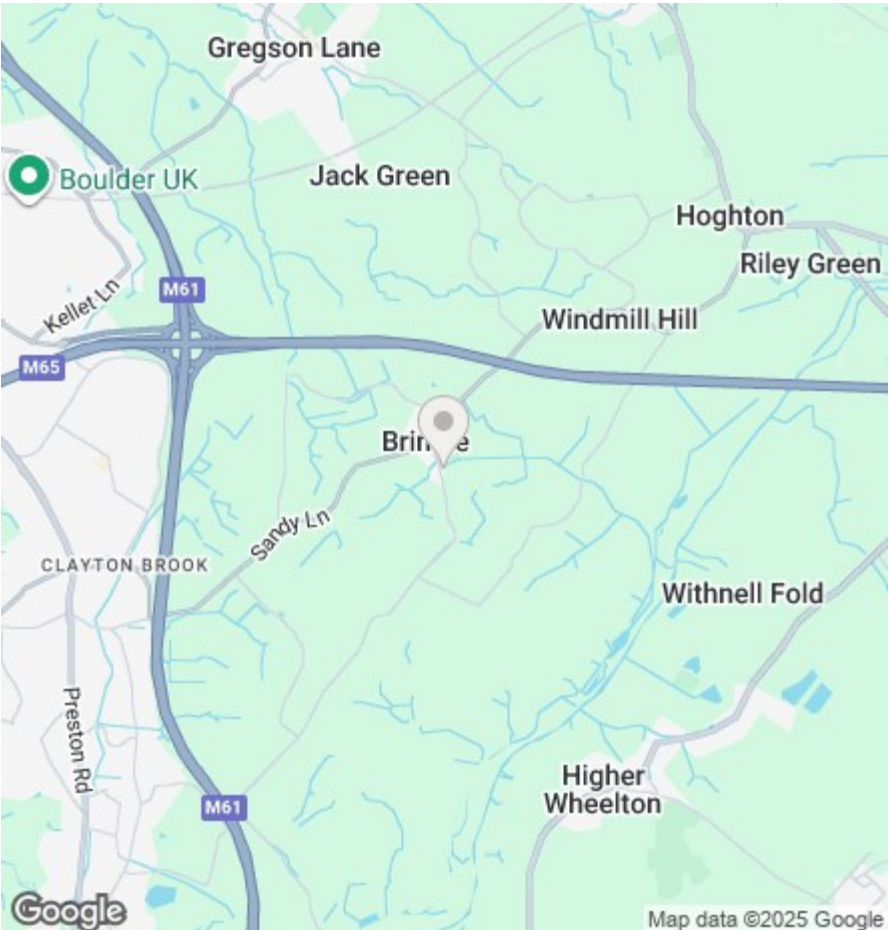 Gregson Lane
Boulder UK
Jack Green
Hoghton
Riley Green
M61
Kellet Ln
Windmill Hill
M65
Sandy Ln
CLAYTON BROOK
Withnell Fold
Preston Rd
Higher
Wheelton
M61
Google
Map data ©2025 Google